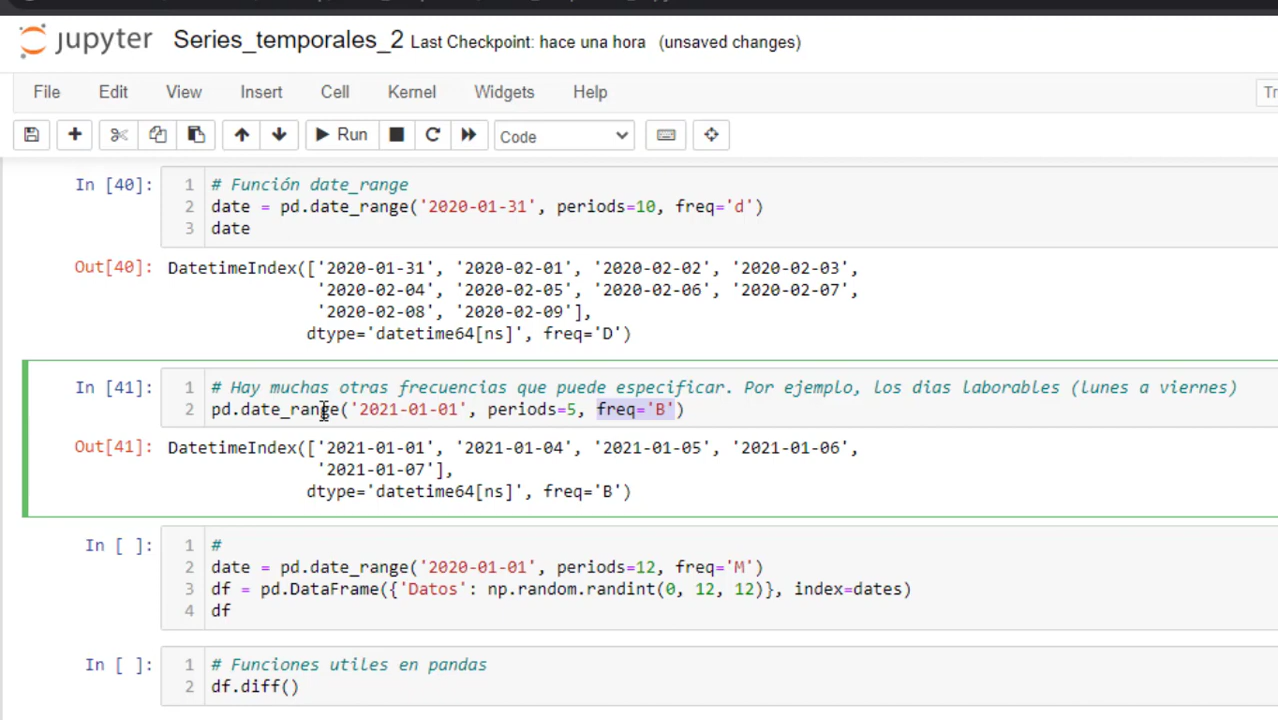 jupyter Series_temporales_2 Last Checkpoint: hace una hora (unsaved changes)
File Edit View Insert Cell Kernel Widgets Help
Run Code
In [40]: 1 # Función date_range
2 date = pd.date_range('2020-01-31', periods=10, freq='d')
3 date
Out[40]: DatetimeIndex(['2020-01-31', '2020-02-01', '2020-02-02', '2020-02-03',
'2020-02-04', '2020-02-05', '2020-02-06', '2020-02-07',
'2020-02-08', '2020-02-09'],
dtype='datetime64[ns]', freq='D')
In [41]: 1 # Hay muchas otras frecuencias que puede especificar. Por ejemplo, los dias laborables (lunes a viernes)
2 pd.date_range('2021-01-01', periods=5, freq='B')
Out[41]: DatetimeIndex(['2021-01-01', '2021-01-04', '2021-01-05', '2021-01-06',
'2021-01-07'],
dtype='datetime64[ns]', freq='B')
In [ ]: 1 #
2 date = pd.date_range('2020-01-01', periods=12, freq='M')
3 df = pd.DataFrame({'Datos': np.random.randint(0, 12, 12)}, index=dates)
4 df
In [ ]: 1 # Funciones utiles en pandas
2 df.diff()